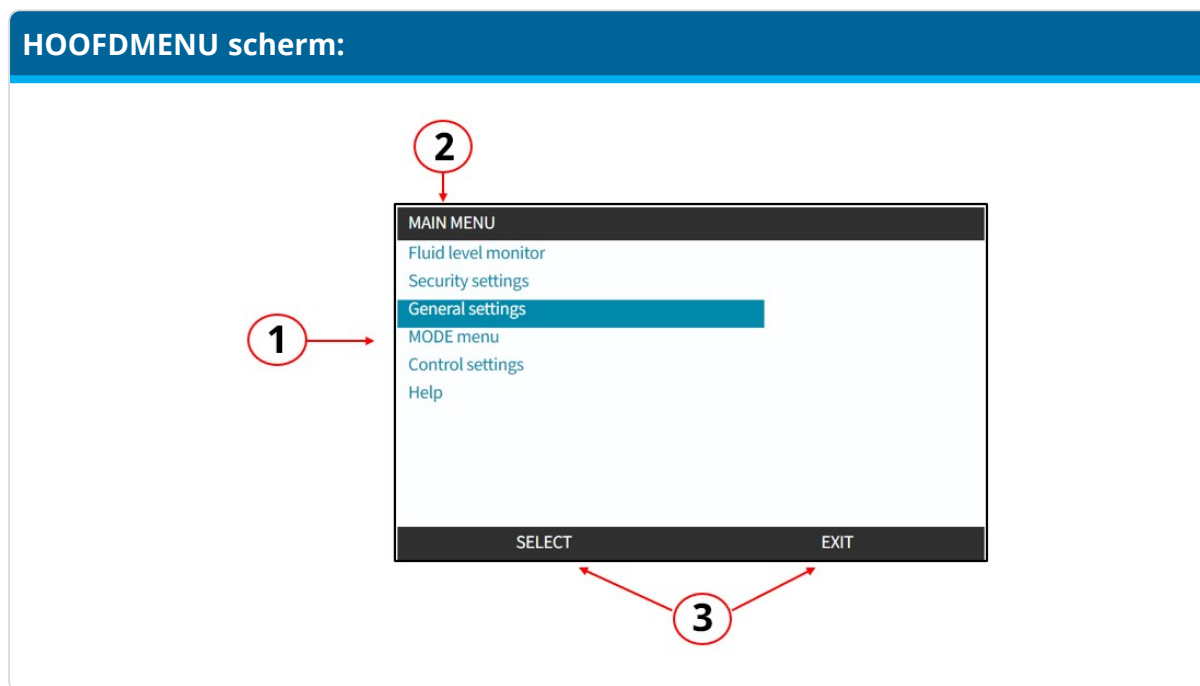 HOOFDMENU scherm:
2
MAIN MENU
Fluid level monitor
Security settings
General settings
1
MODE menu
Control settings
Help
SELECT EXIT
3